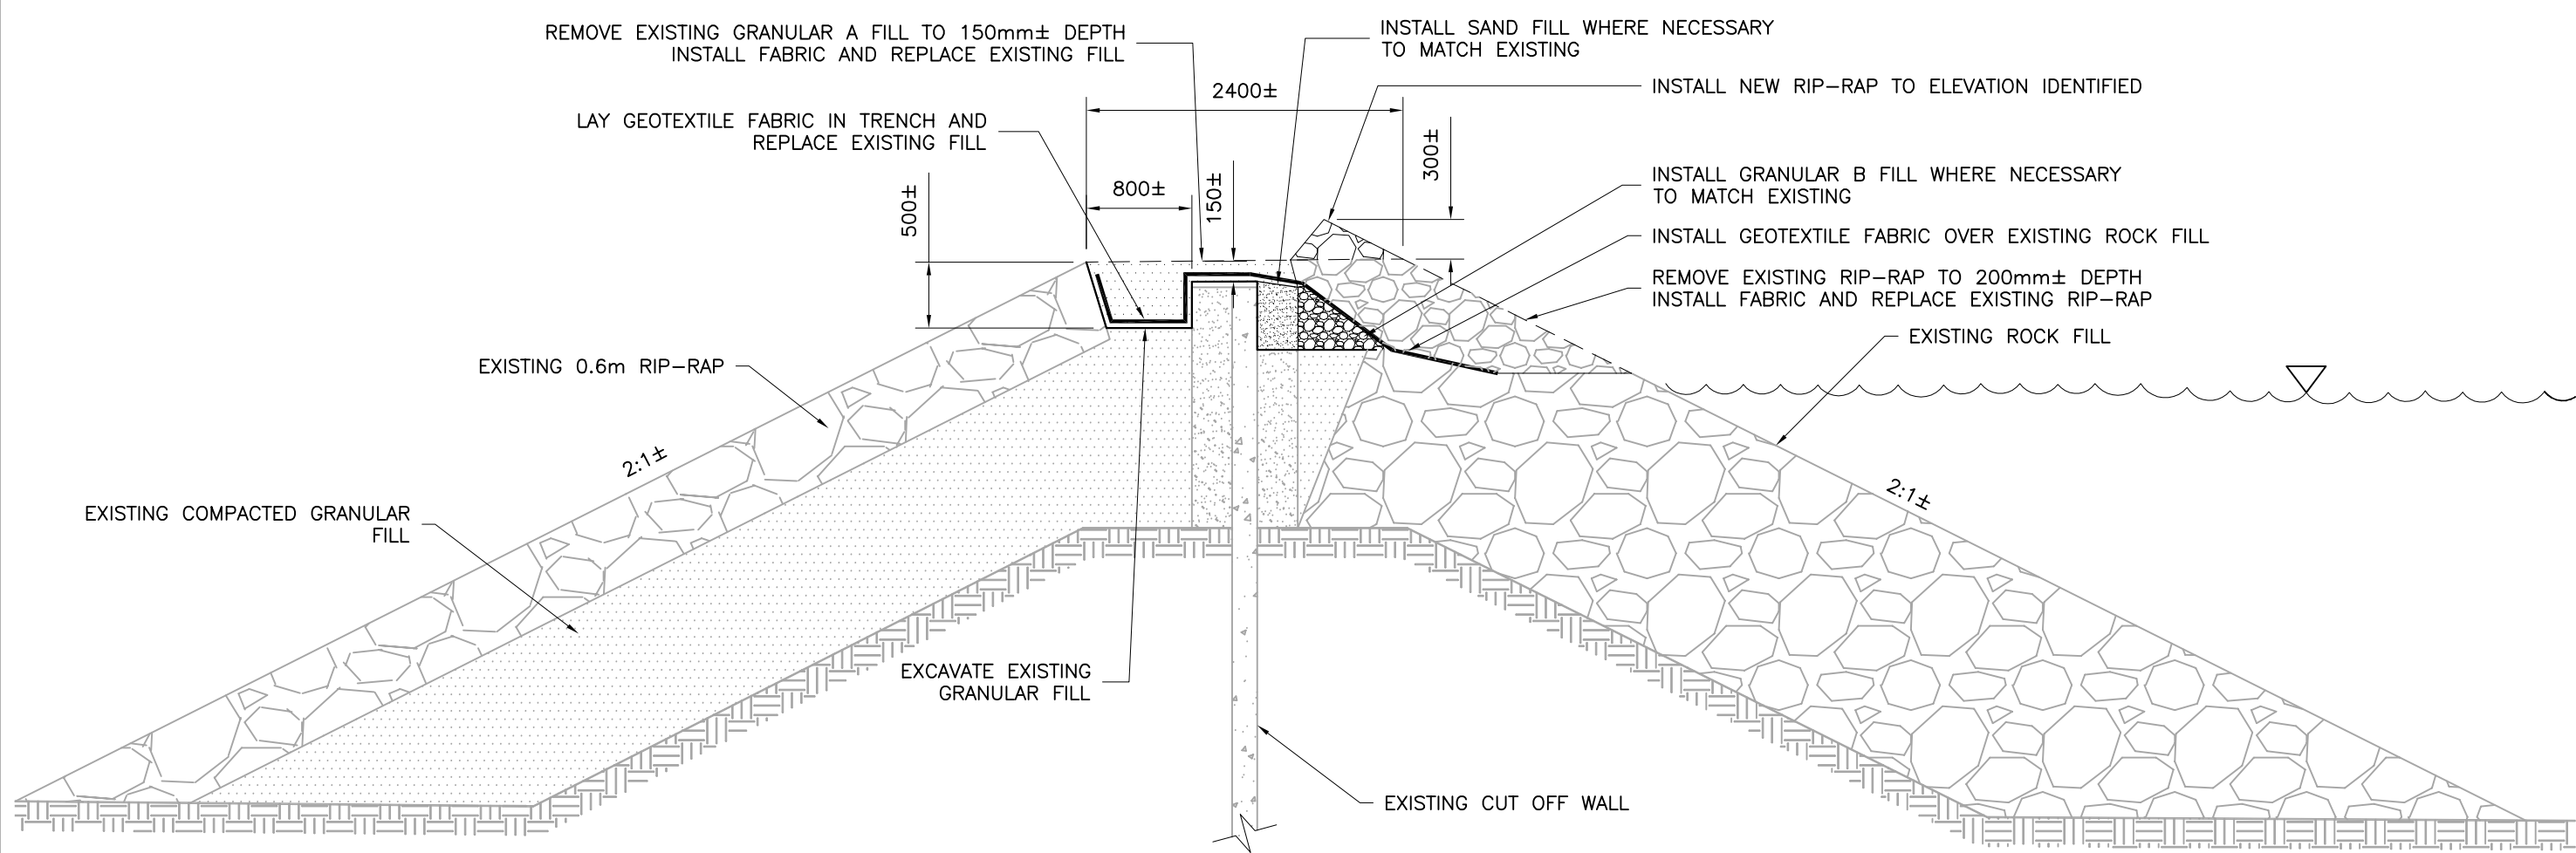 REMOVE EXISTING GRANULAR A FILL TO 150mm± DEPTH
INSTALL FABRIC AND REPLACE EXISTING FILL
INSTALL SAND FILL WHERE NECESSARY
TO MATCH EXISTING
2400±
INSTALL NEW RIP-RAP TO ELEVATION IDENTIFIED
LAY GEOTEXTILE FABRIC IN TRENCH AND
REPLACE EXISTING FILL
300±
500±
800±
150±
INSTALL GRANULAR B FILL WHERE NECESSARY
TO MATCH EXISTING
INSTALL GEOTEXTILE FABRIC OVER EXISTING ROCK FILL
REMOVE EXISTING RIP-RAP TO 200mm± DEPTH
INSTALL FABRIC AND REPLACE EXISTING RIP-RAP
EXISTING ROCK FILL
EXISTING 0.6m RIP-RAP
2:1±
2:1±
EXISTING COMPACTED GRANULAR
FILL
EXCAVATE EXISTING
GRANULAR FILL
EXISTING CUT OFF WALL